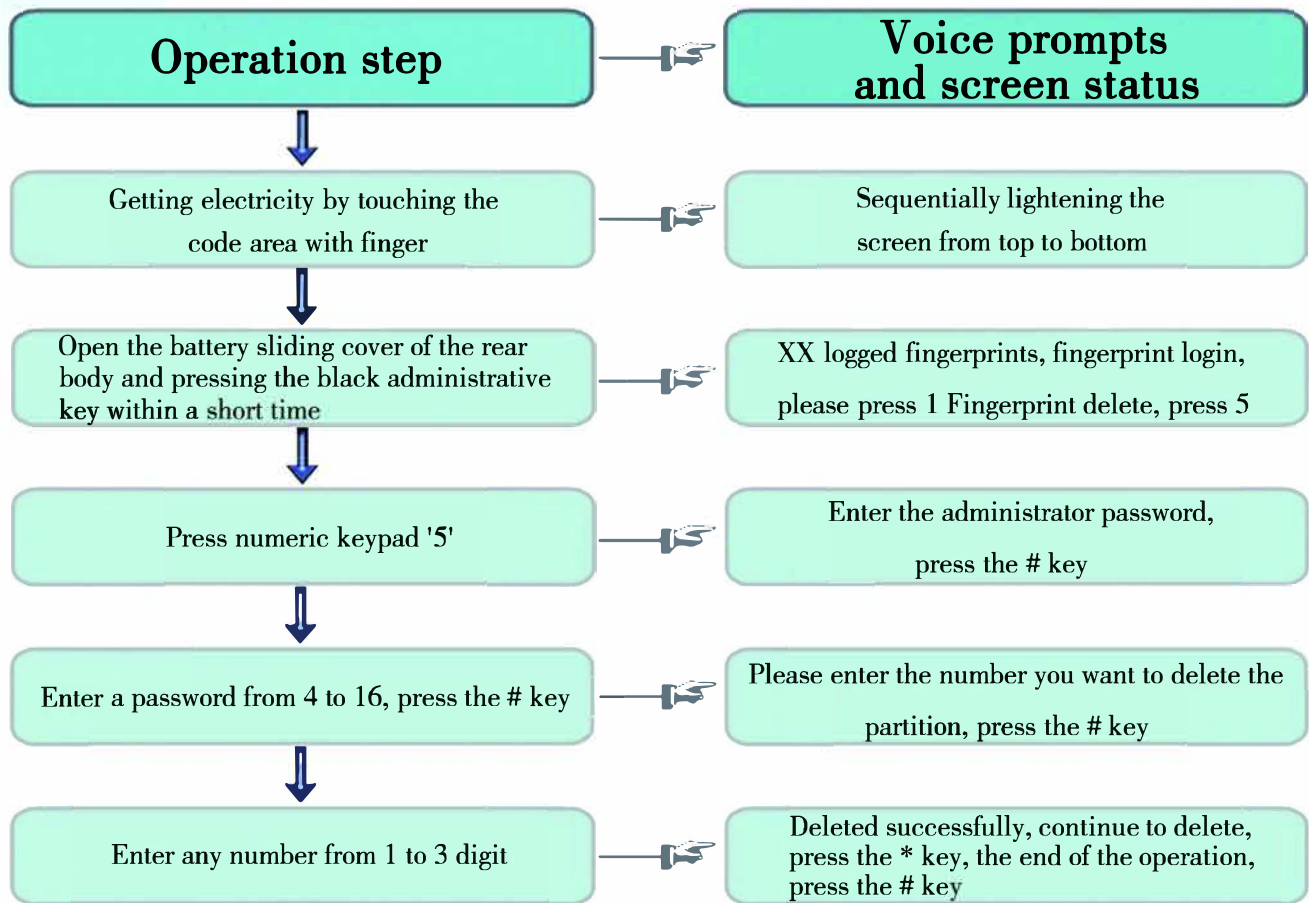 Operation step
Voice prompts
and screen status
Getting electricity by touching the
code area with finger
Sequentially lightening the
screen from top to bottom
Open the battery sliding cover of the rear
body and pressing the black administrative
key within a short time
XX logged fingerprints, fingerprint login,
please press 1 Fingerprint delete, press 5
Press numeric keypad '5'
Enter the administrator password,
press the # key
Enter a password from 4 to 16, press the # key
Please enter the number you want to delete the
partition, press the # key
Enter any number from 1 to 3 digit
Deleted successfully, continue to delete,
press the * key, the end of the operation,
press the # key